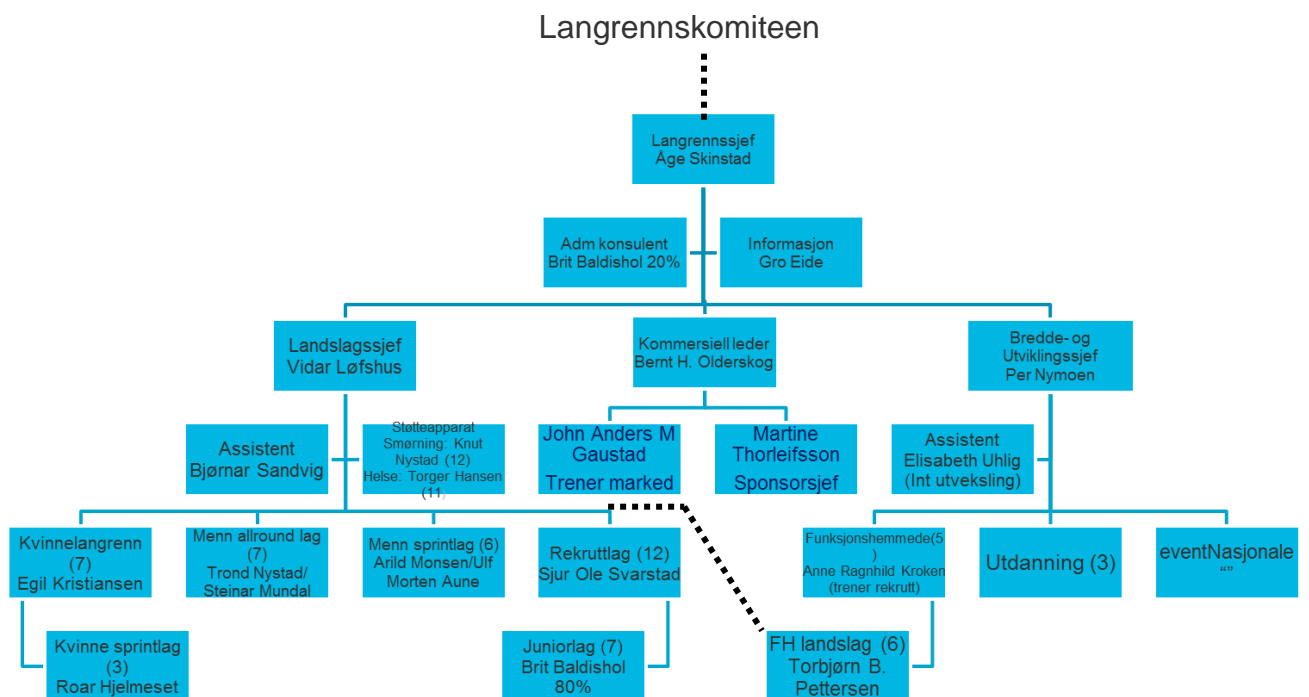 Langrennskomiteen
Langrennssjef
Åge Skinstad
Adm konsulent
Brit Baldishol 20%
Informasjon
Gro Eide
Landslagssjef
Vidar Løfshus
Kommersiell leder
Bernt H. Olderskog
Bredde- og
Utviklingssjef
Per Nymoen
Assistent
Bjørnar Sandvig
Støtteapparat
Smørning: Knut
Nystad (12)
Helse: Torger Hansen
(11)
John Anders M
Gaustad
Trener marked
Martine
Thorleifsson
Sponsorsjef
Assistent
Elisabeth Uhlig
(Int utveksling)
Kvinnelangrenn
(7)
Egil Kristiansen
Menn allround lag
(7)
Trond Nystad/
Steinar Mundal
Menn sprintlag (6)
Arild Monsen/Ulf
Morten Aune
Rekruttlag (12)
Sjur Ole Svarstad
Funksjonshemmede(5
)
Anne Ragnhild Kroken
(trener rekrutt)
Utdanning (3)
eventNasjonale
“”
Kvinne sprintlag
(3)
Roar Hjelmeset
Juniorlag (7)
Brit Baldishol
80%
FH landslag (6)
Torbjørn B.
Pettersen